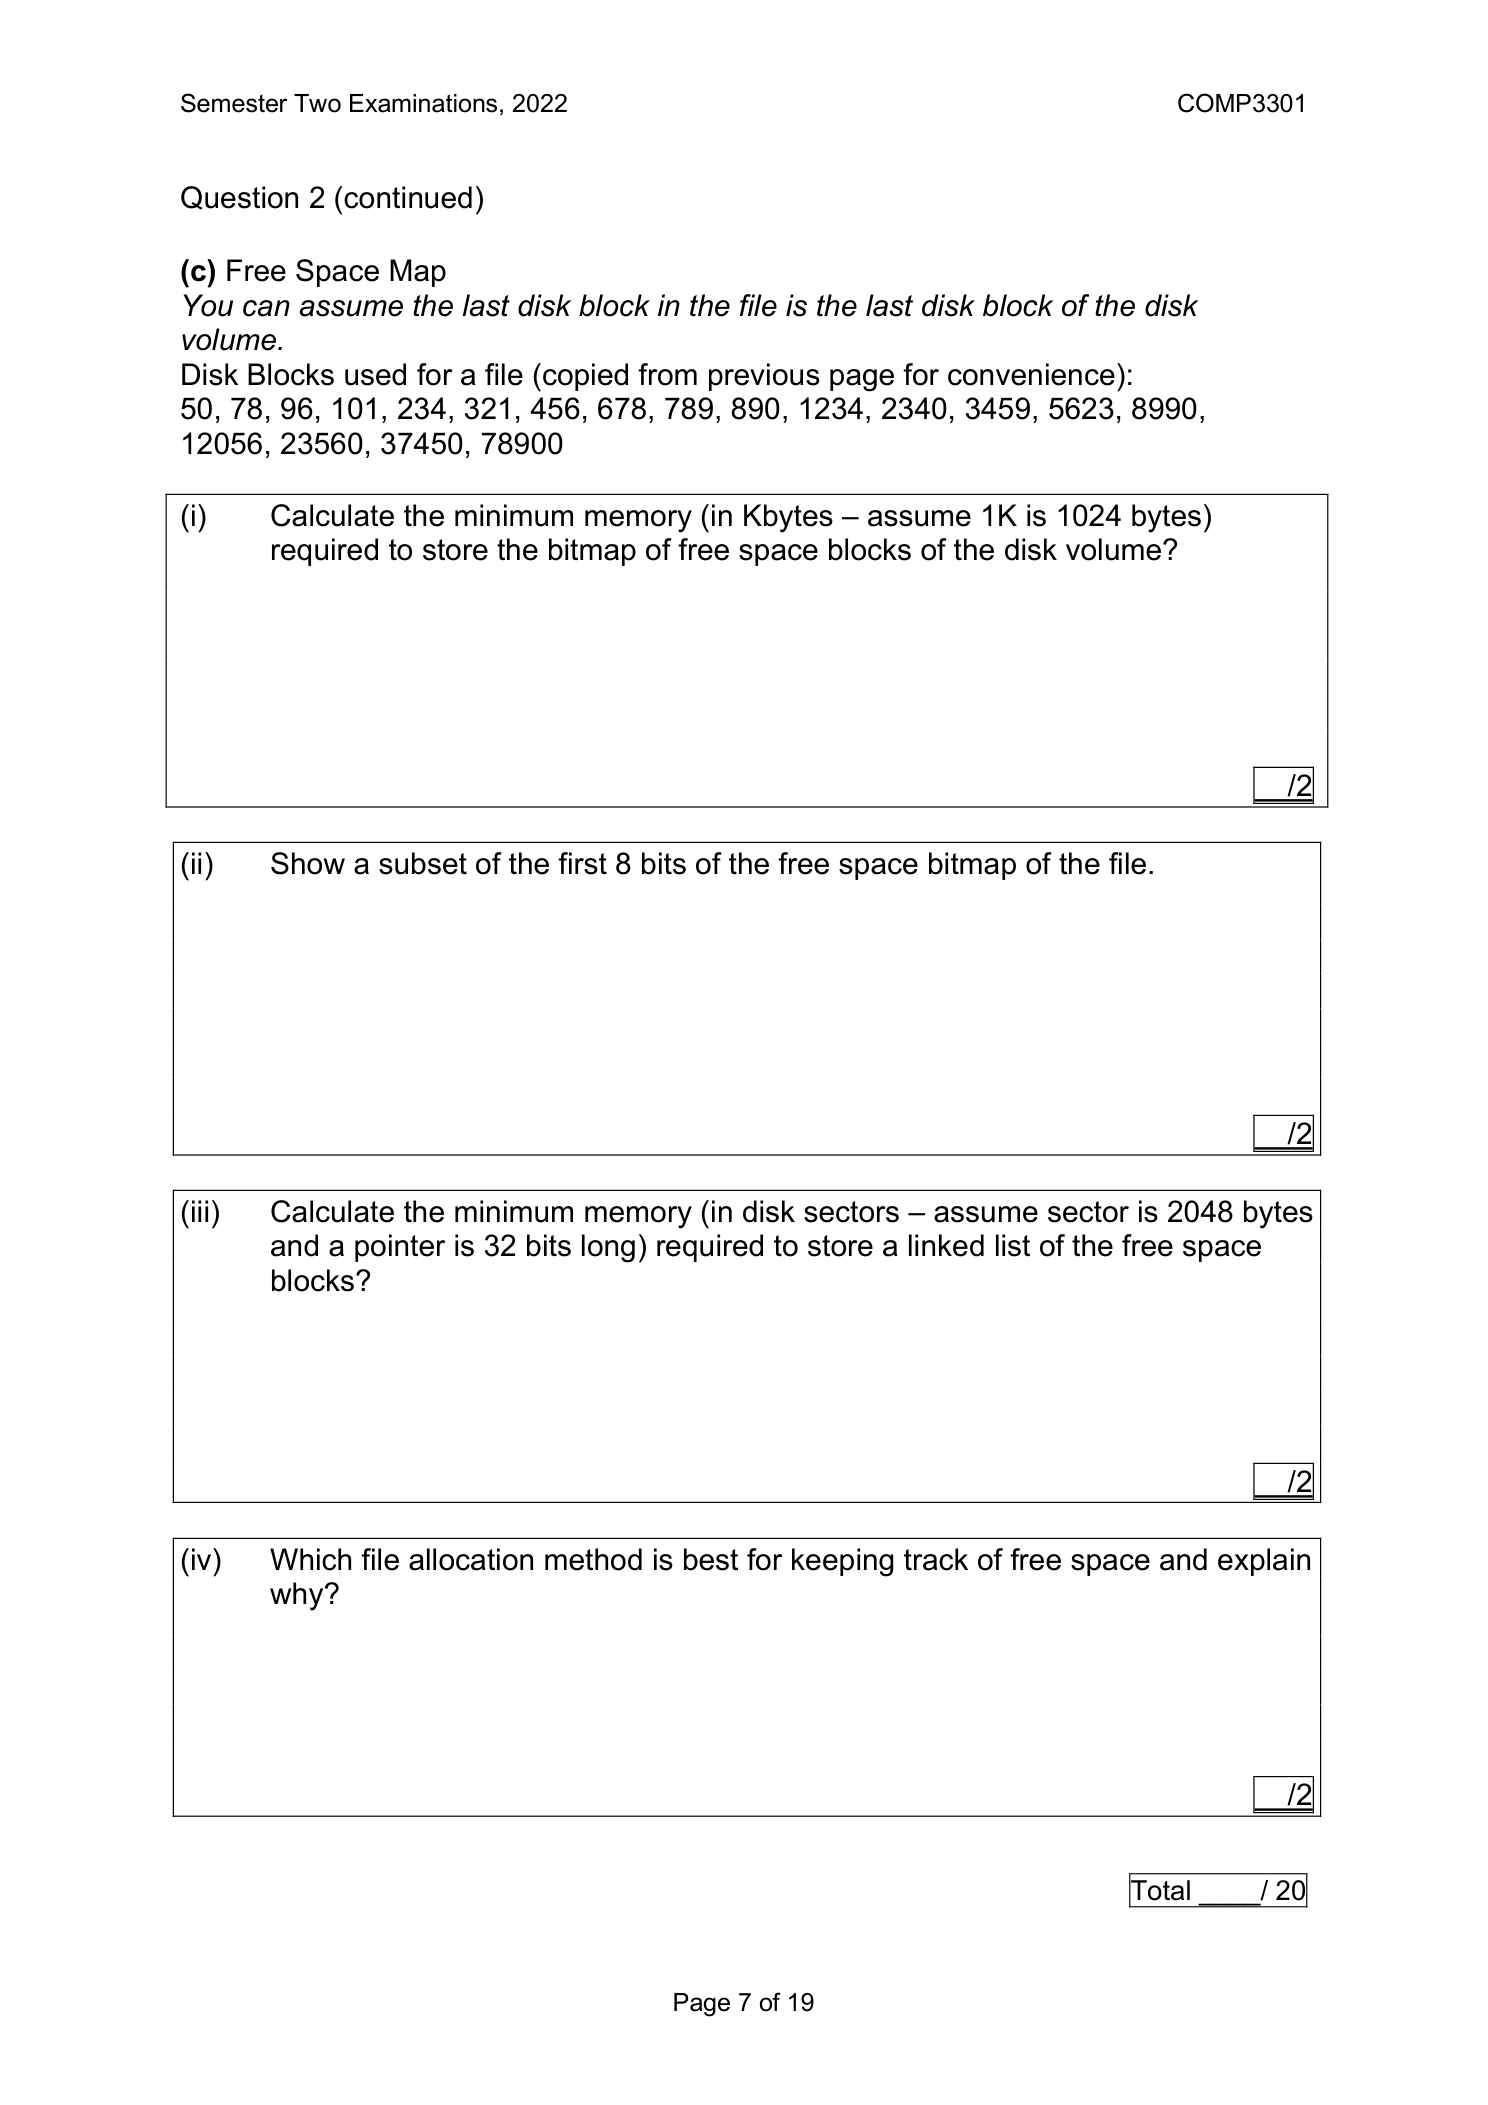 Semester Two Examinations, 2022 COMP3301
Question 2 (continued)
(c) Free Space Map
You can assume the last disk block in the file is the last disk block of the disk
volume.
Disk Blocks used for a file (copied from previous page for convenience):
50, 78, 96, 101, 234, 321, 456, 678, 789, 890, 1234, 2340, 3459, 5623, 8990,
12056, 23560, 37450, 78900
(i) Calculate the minimum memory (in Kbytes – assume 1K is 1024 bytes)
required to store the bitmap of free space blocks of the disk volume?
__/2
(ii) Show a subset of the first 8 bits of the free space bitmap of the file.
__/2
(iii) Calculate the minimum memory (in disk sectors – assume sector is 2048 bytes
and a pointer is 32 bits long) required to store a linked list of the free space
blocks?
__/2
(iv) Which file allocation method is best for keeping track of free space and explain
why?
__/2
Total ____/ 20
Page 7 of 19